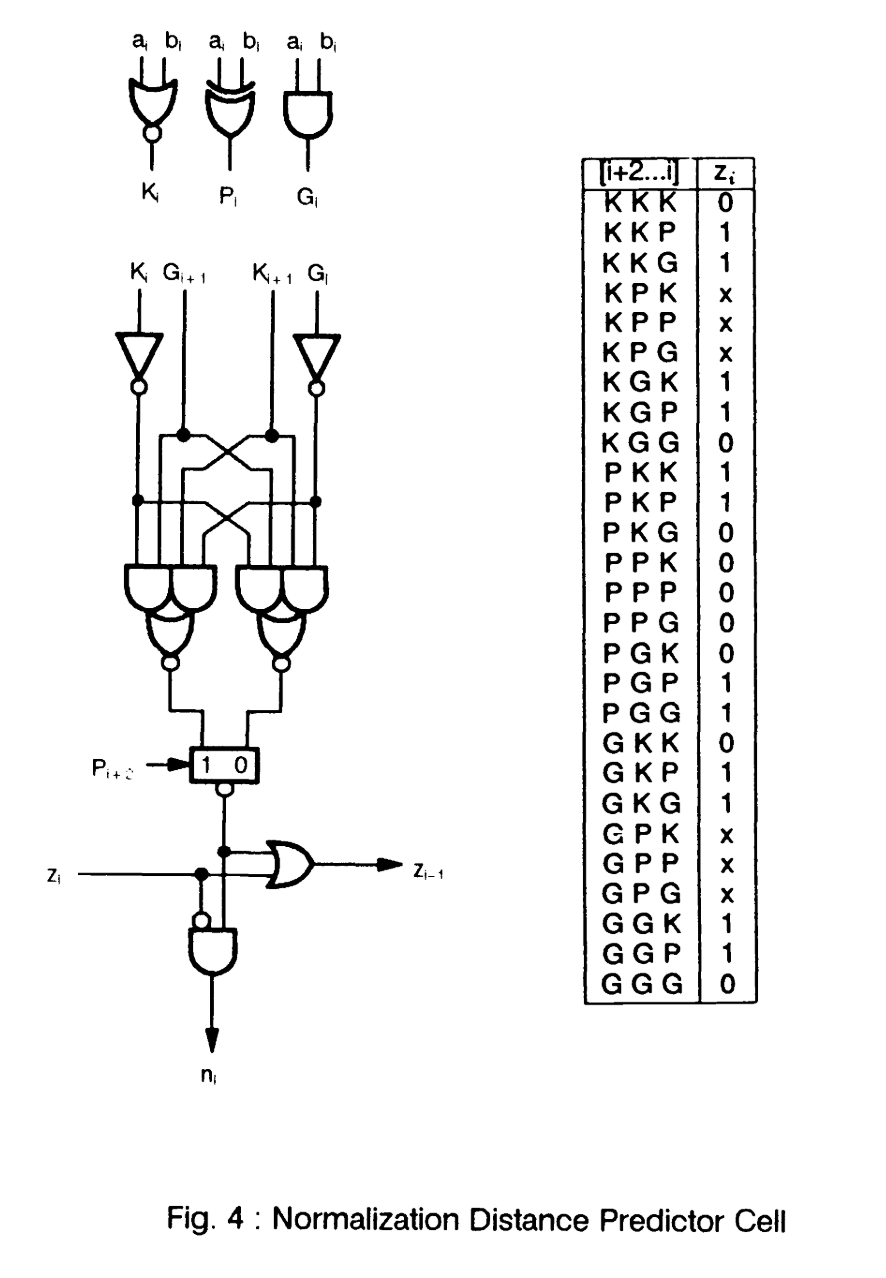 aᵢ bᵢ aᵢ bᵢ aᵢ bᵢ
Kᵢ Pᵢ Gᵢ
Kᵢ Gᵢ₊₁ Kᵢ₊₁ Gᵢ
Pᵢ₊₂ 1 0
zᵢ zᵢ₋₁
nᵢ
[i+2...i] zᵢ
K K K 0
K K P 1
K K G 1
K P K x
K P P x
K P G x
K G K 1
K G P 1
K G G 0
P K K 1
P K P 1
P K G 0
P P K 0
P P P 0
P P G 0
P G K 0
P G P 1
P G G 1
G K K 0
G K P 1
G K G 1
G P K x
G P P x
G P G x
G G K 1
G G P 1
G G G 0
Fig. 4 : Normalization Distance Predictor Cell